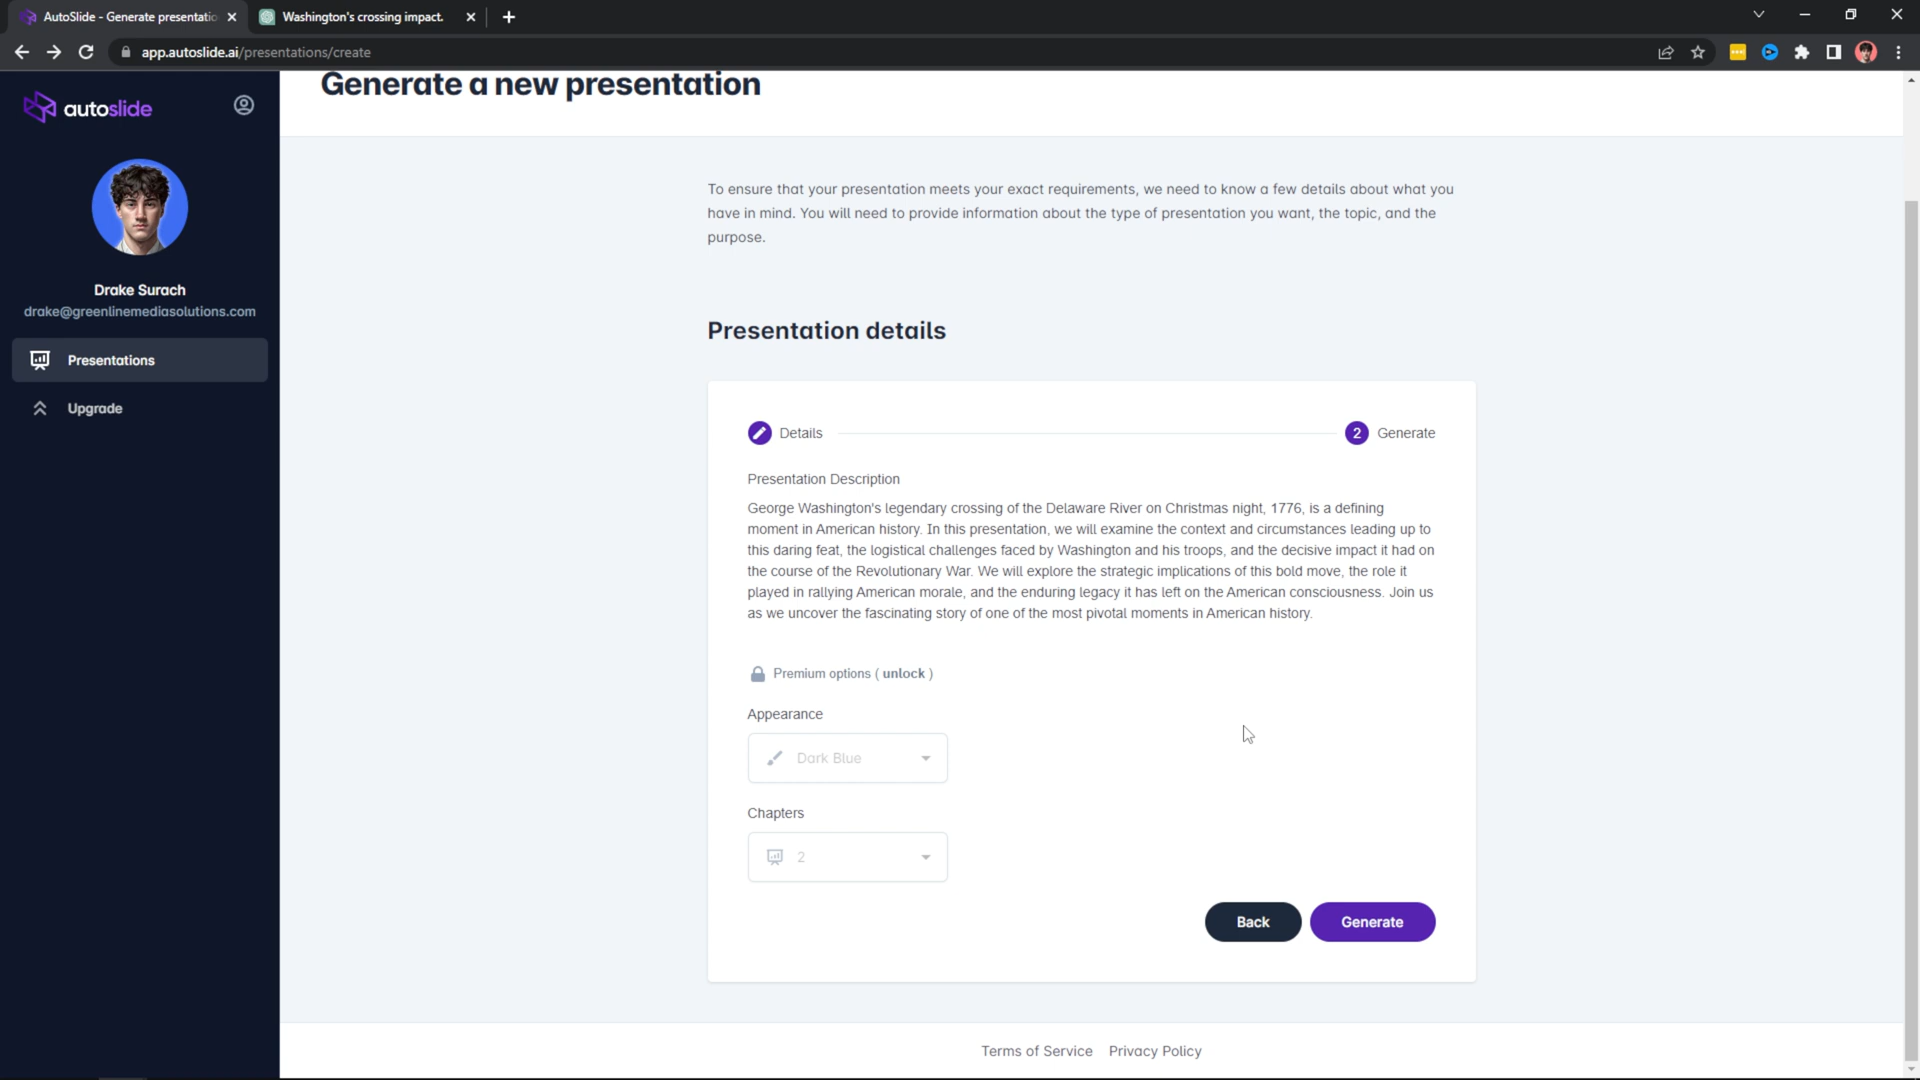 AutoSlide - Generate presentatio
Washington's crossing impact.
app.autoslide.ai/presentations/create
autoslide
Drake Surach
drake@greenlinemediasolutions.com
Presentations
Upgrade
Generate a new presentation
To ensure that your presentation meets your exact requirements, we need to know a few details about what you
have in mind. You will need to provide information about the type of presentation you want, the topic, and the
purpose.
Presentation details
Details
2 Generate
Presentation Description
George Washington's legendary crossing of the Delaware River on Christmas night, 1776, is a defining
moment in American history. In this presentation, we will examine the context and circumstances leading up to
this daring feat, the logistical challenges faced by Washington and his troops, and the decisive impact it had on
the course of the Revolutionary War. We will explore the strategic implications of this bold move, the role it
played in rallying American morale, and the enduring legacy it has left on the American consciousness. Join us
as we uncover the fascinating story of one of the most pivotal moments in American history.
Premium options ( unlock )
Appearance
Dark Blue
Chapters
2
Back
Generate
Terms of Service Privacy Policy